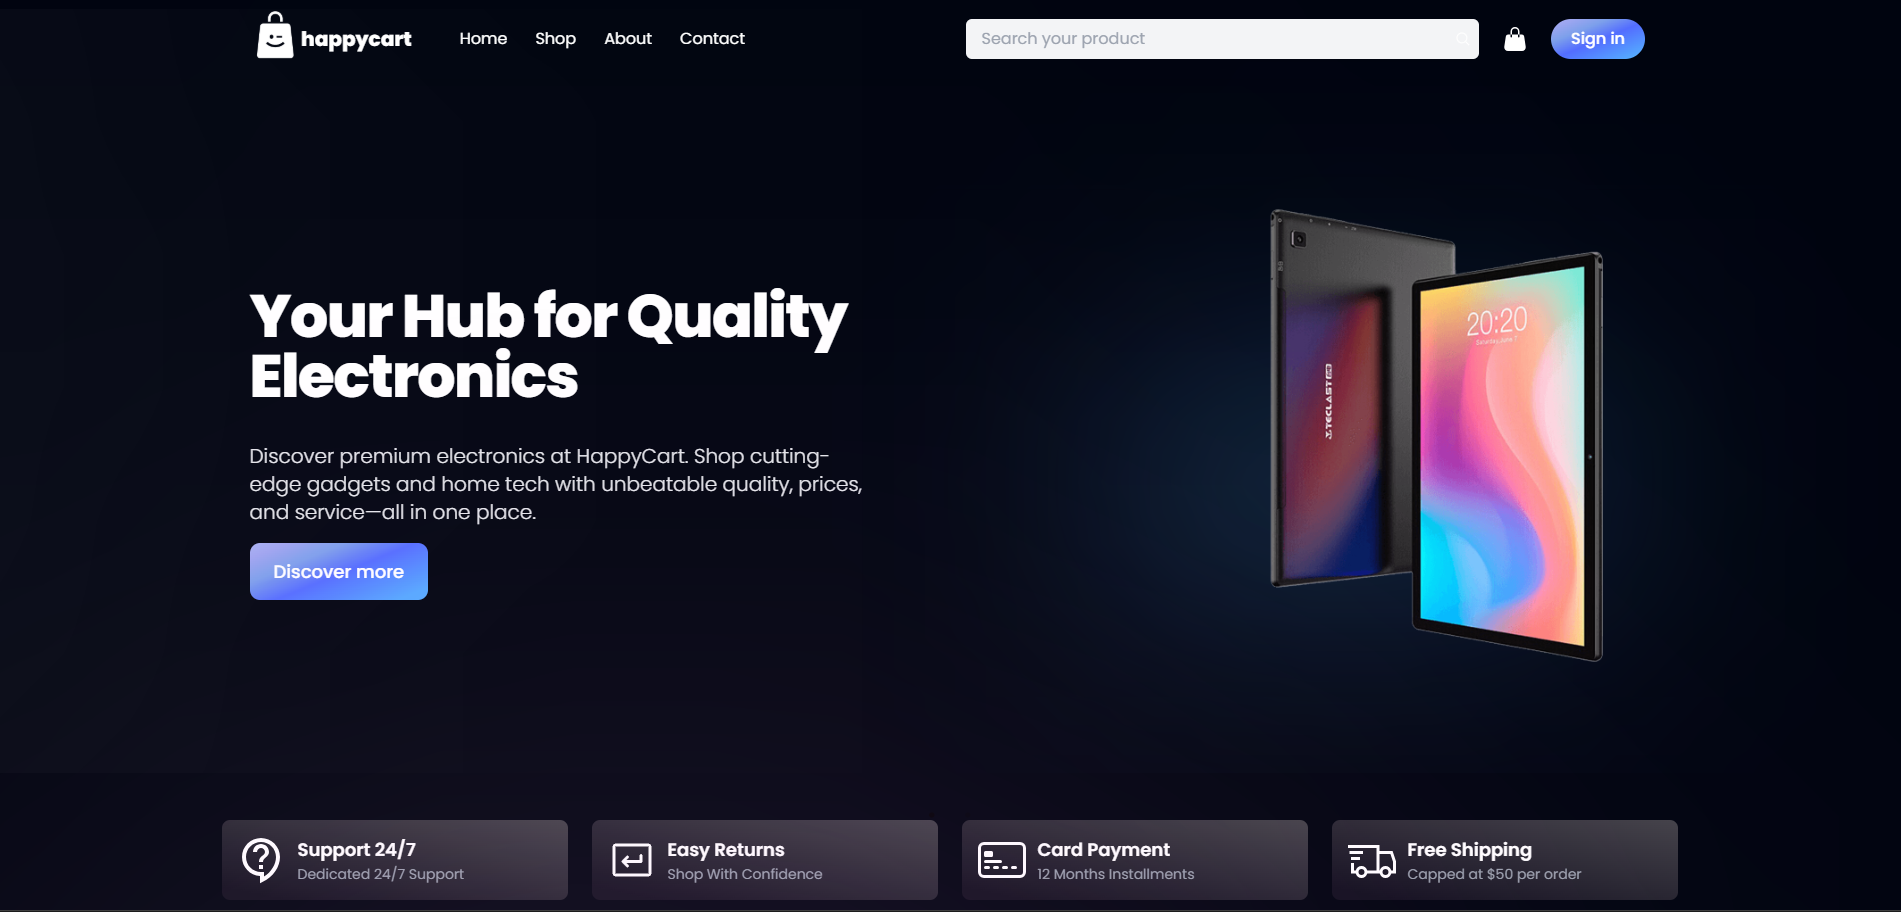 happycart
Home
Shop
About
Contact
Search your product
Sign in
Your Hub for Quality
Electronics
Discover premium electronics at HappyCart. Shop cutting-
edge gadgets and home tech with unbeatable quality, prices,
and service—all in one place.
Discover more
TECLAST
20:20
Saturday, June 7
Support 24/7
Dedicated 24/7 Support
Easy Returns
Shop With Confidence
Card Payment
12 Months Installments
Free Shipping
Capped at $50 per order